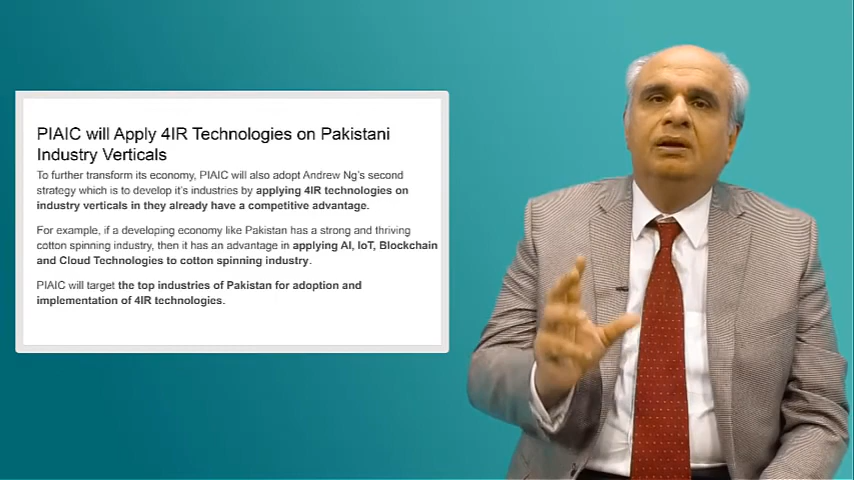 PIAIC will Apply 4IR Technologies on Pakistani
Industry Verticals
To further transform its economy, PIAIC will also adopt Andrew Ng's second
strategy which is to develop it's industries by applying 4IR technologies on
industry verticals in they already have a competitive advantage.
For example, if a developing economy like Pakistan has a strong and thriving
cotton spinning industry, then it has an advantage in applying AI, IoT, Blockchain
and Cloud Technologies to cotton spinning industry.
PIAIC will target the top industries of Pakistan for adoption and
implementation of 4IR technologies.